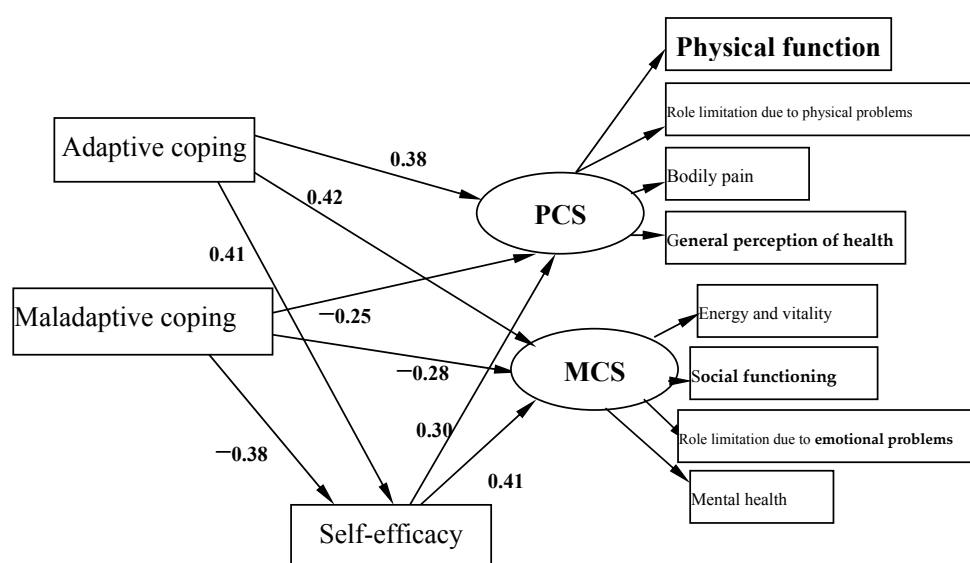 Physical function
Role limitation due to physical problems
Adaptive coping
0.38
Bodily pain
0.42
PCS
General perception of health
0.41
Maladaptive coping
−0.25
Energy and vitality
−0.28
MCS
Social functioning
0.30
Role limitation due to emotional problems
−0.38
0.41
Mental health
Self-efficacy